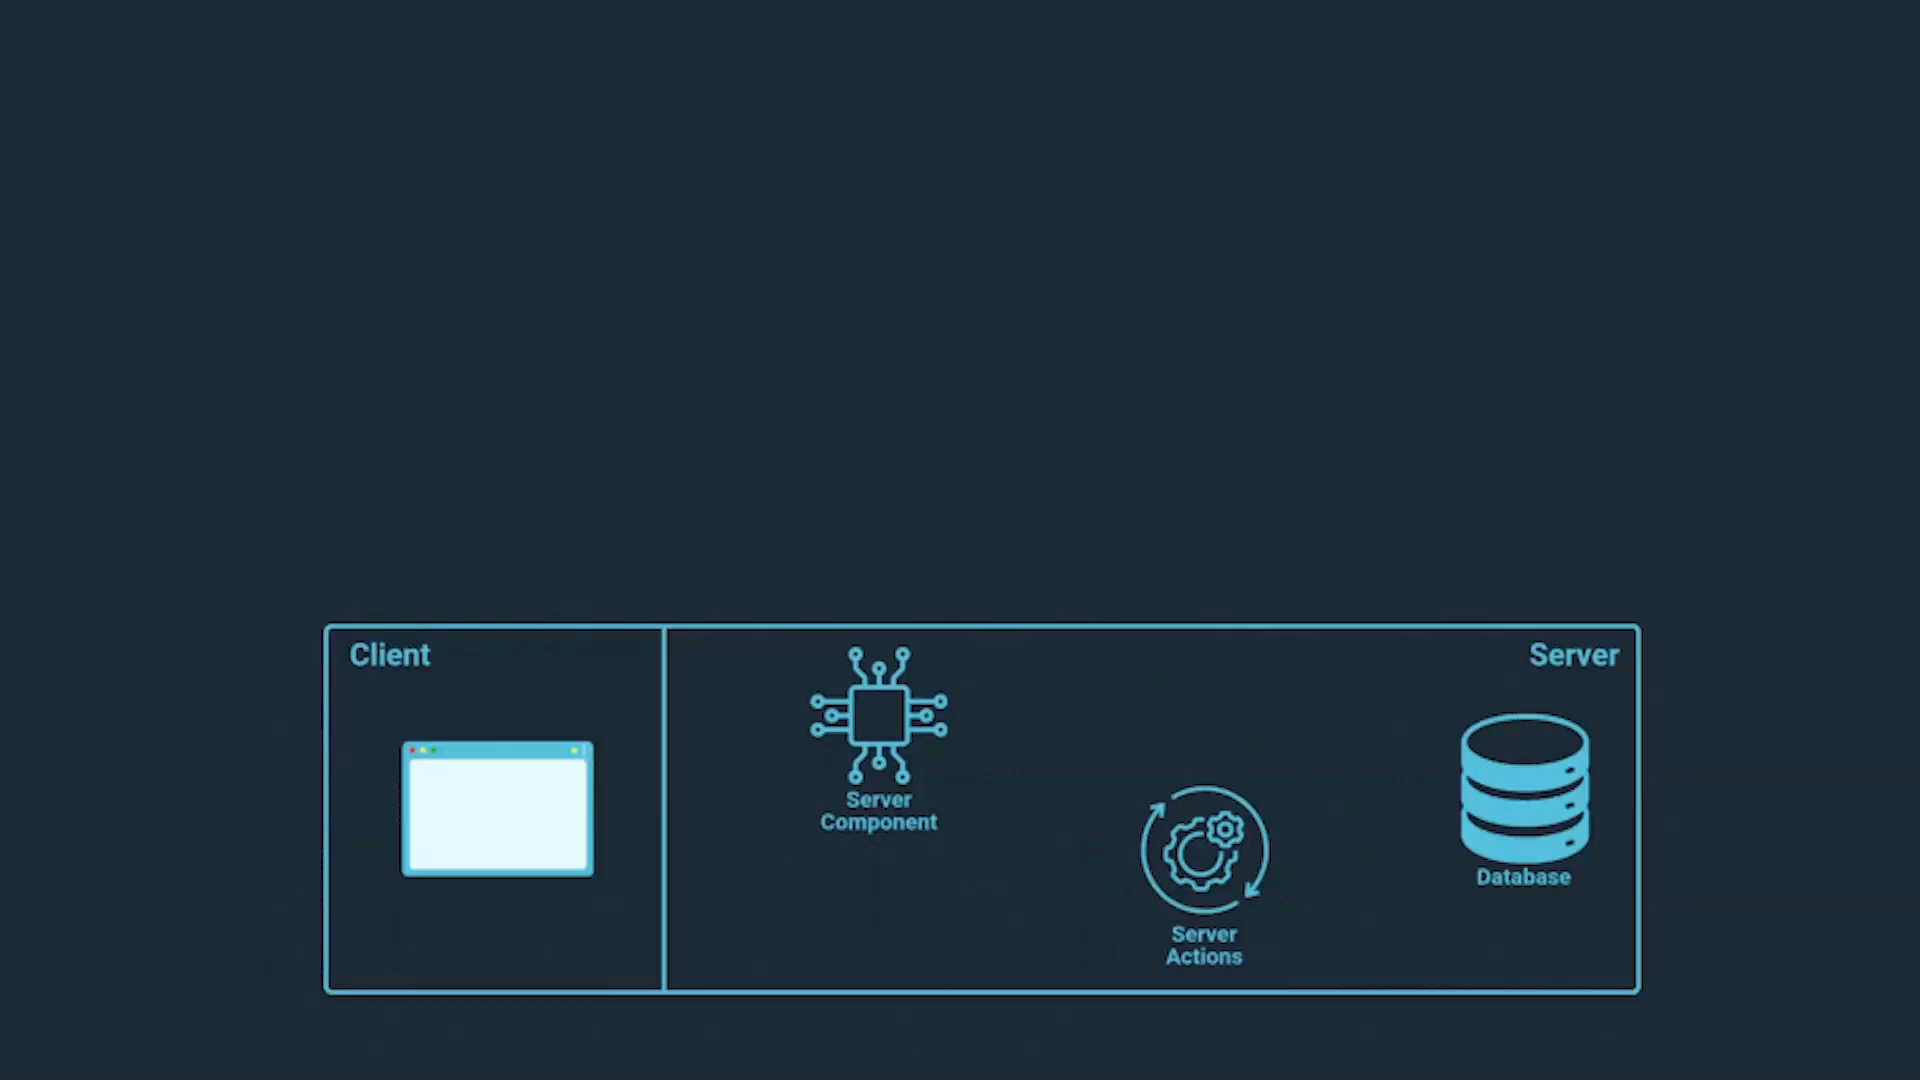 Client
Server
Server
Component
Server
Actions
Database